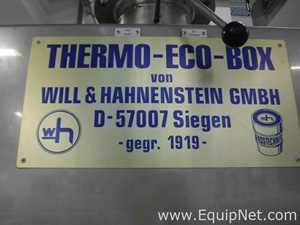 THERMO-ECO-BOX
von
WILL & HAHNENSTEIN GMBH
D-57007 Siegen
-gegr. 1919-
wh
www.EquipNet.com